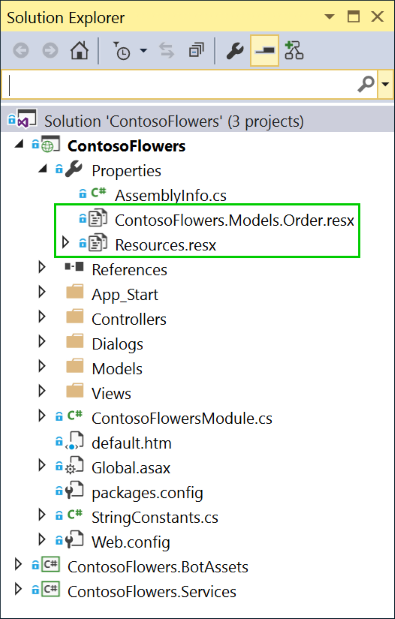 Solution Explorer
Solution 'ContosoFlowers' (3 projects)
ContosoFlowers
Properties
C# AssemblyInfo.cs
ContosoFlowers.Models.Order.resx
Resources.resx
References
App_Start
Controllers
Dialogs
Models
Views
C# ContosoFlowersModule.cs
default.htm
Global.asax
packages.config
C# StringConstants.cs
Web.config
C# ContosoFlowers.BotAssets
C# ContosoFlowers.Services